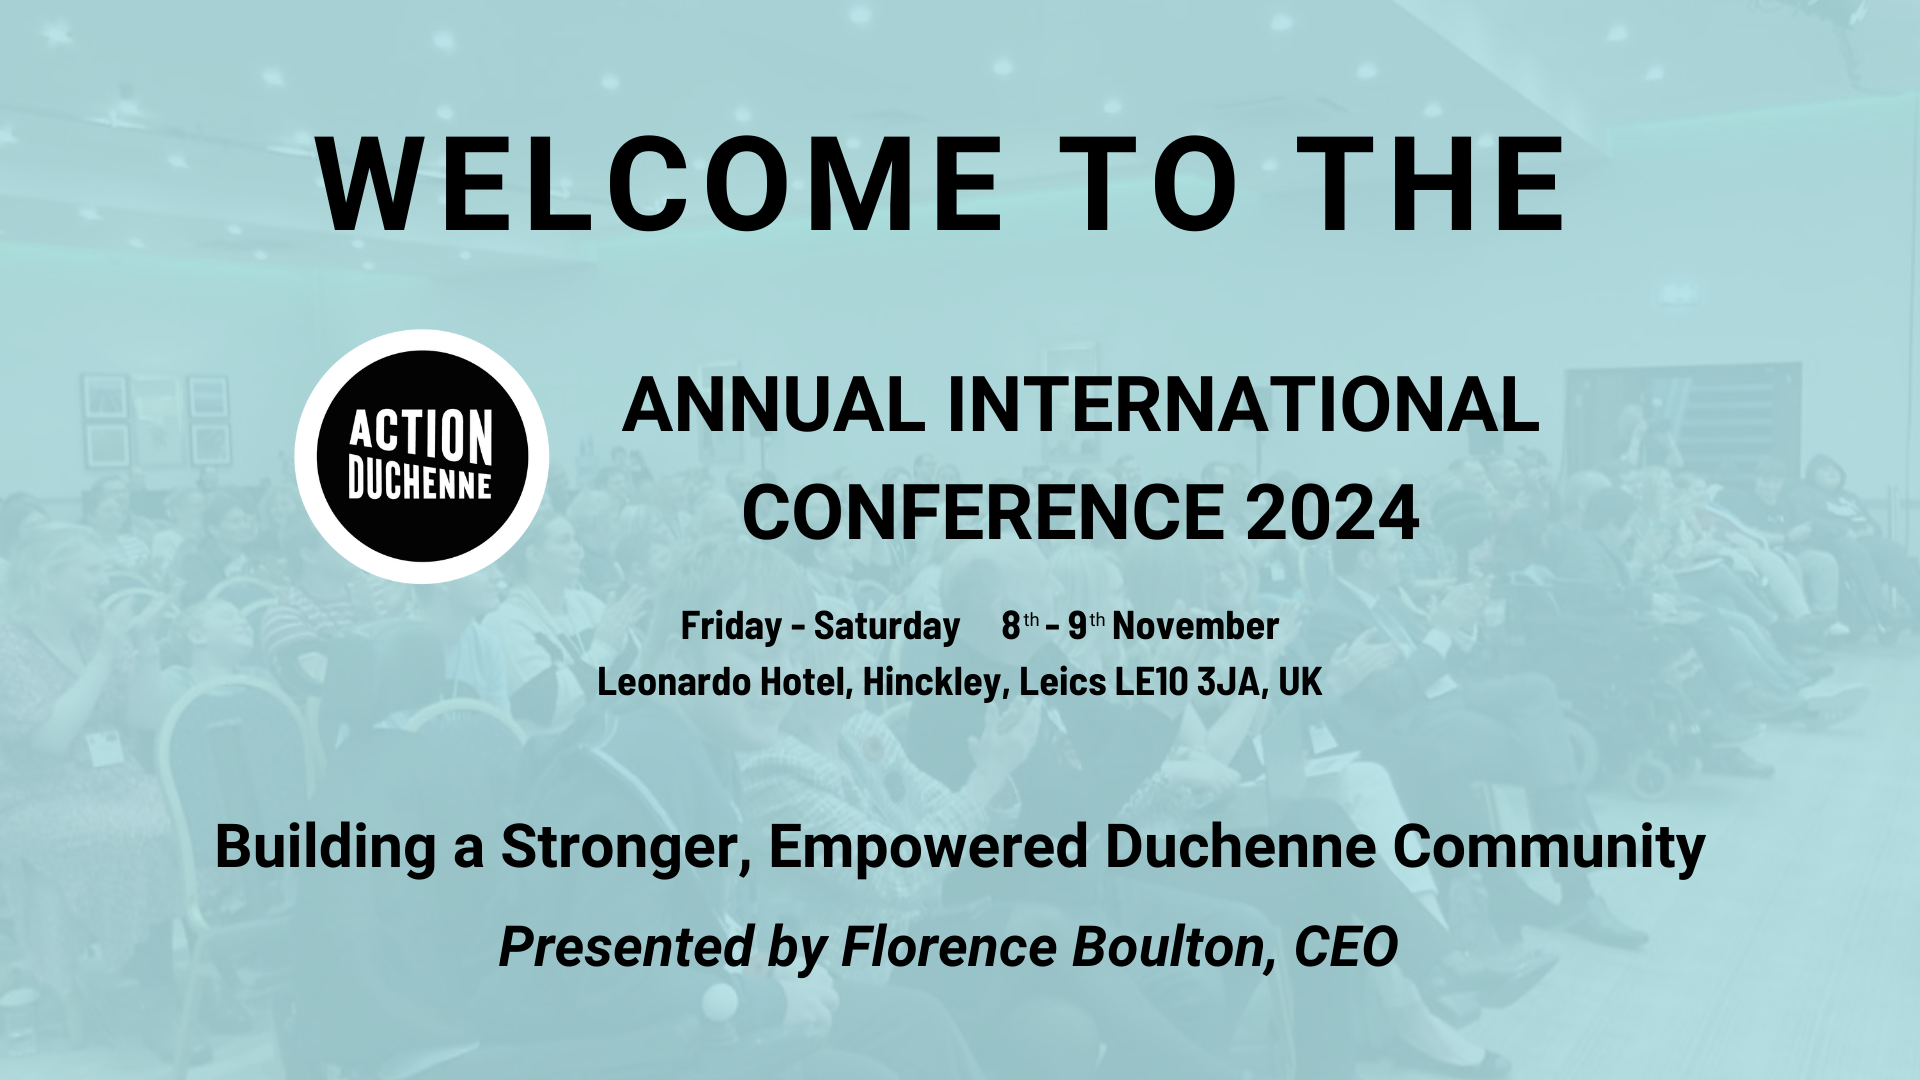 WELCOME TO THE
ACTION
DUCHENNE
ANNUAL INTERNATIONAL
CONFERENCE 2024
Friday - Saturday 8th - 9th November
Leonardo Hotel, Hinckley, Leics LE10 3JA, UK
Building a Stronger, Empowered Duchenne Community
Presented by Florence Boulton, CEO